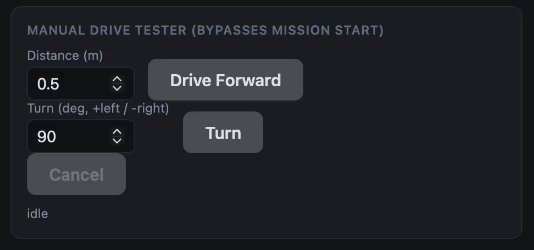 MANUAL DRIVE TESTER (BYPASSES MISSION START)
Distance (m)
0.5
Drive Forward
Turn (deg, +left / -right)
90
Turn
Cancel
idle